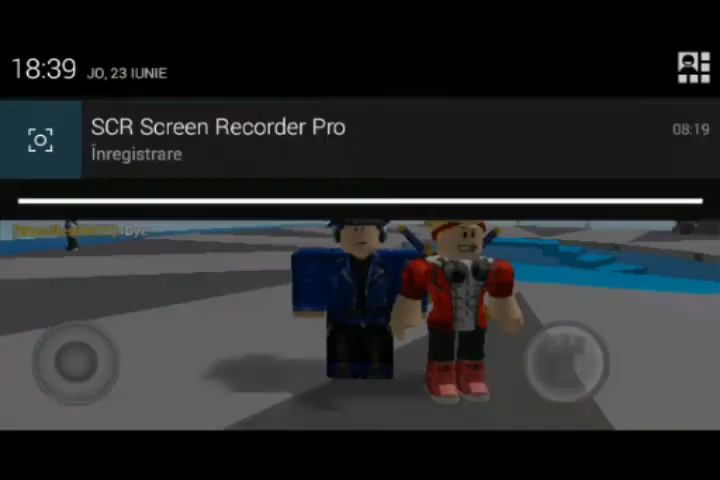 18:39 JO, 23 IUNIE
SCR Screen Recorder Pro
08:19
Înregistrare
Bye